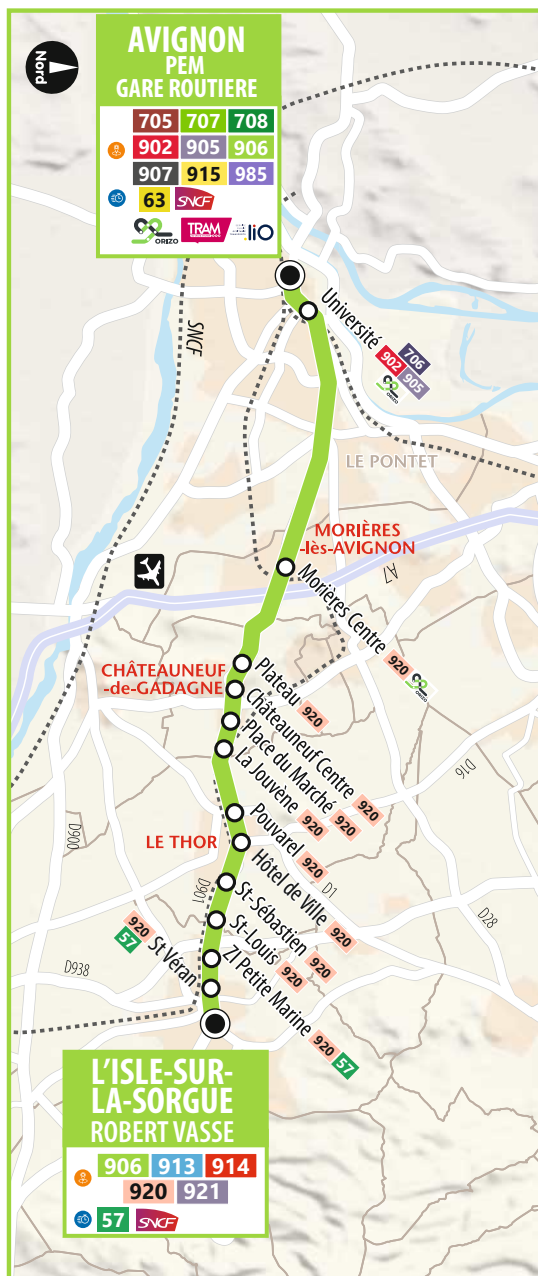 Nord
AVIGNON
PEM
GARE ROUTIERE
705 707 708
902 905 906
907 915 985
63 SNCF
ORIZO TRAM liO
SNCF
Université
902 706
905
ORIZO
LE PONTET
MORIÈRES
-lès-AVIGNON
A7
Morières Centre 920
ORIZO
CHÂTEAUNEUF
-de-GADAGNE
Plateau 920
Châteauneuf Centre 920
Place du Marché 920
La Jouvène 920
D16
D900
LE THOR
Pouvarel 920
Hôtel de Ville 920
D1
D901
D28
St-Sébastien 920
St-Louis 920
920
57
St Véran
ZI Petite Marine 920 57
D938
L'ISLE-SUR-
LA-SORGUE
ROBERT VASSE
906 913 914
920 921
57 SNCF